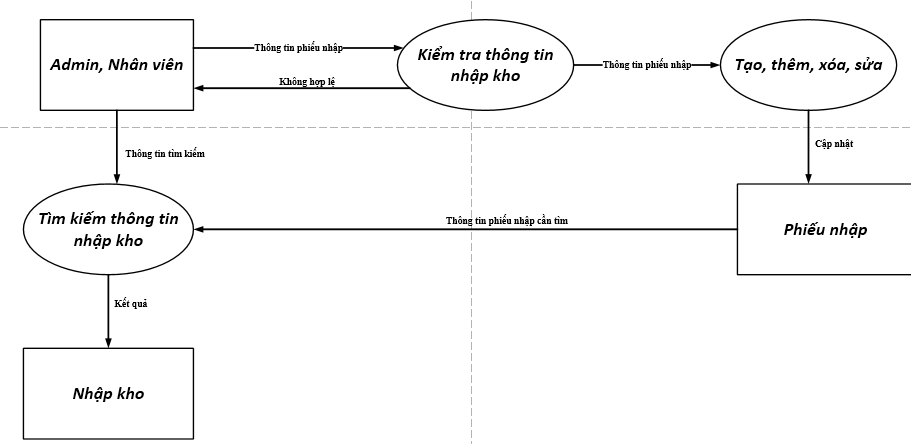 Admin, Nhân viên
Thông tin phiếu nhập
Không hợp lệ
Kiểm tra thông tin
nhập kho
Thông tin phiếu nhập
Tạo, thêm, xóa, sửa
Thông tin tìm kiếm
Cập nhật
Tìm kiếm thông tin
nhập kho
Thông tin phiếu nhập cần tìm
Phiếu nhập
Kết quả
Nhập kho